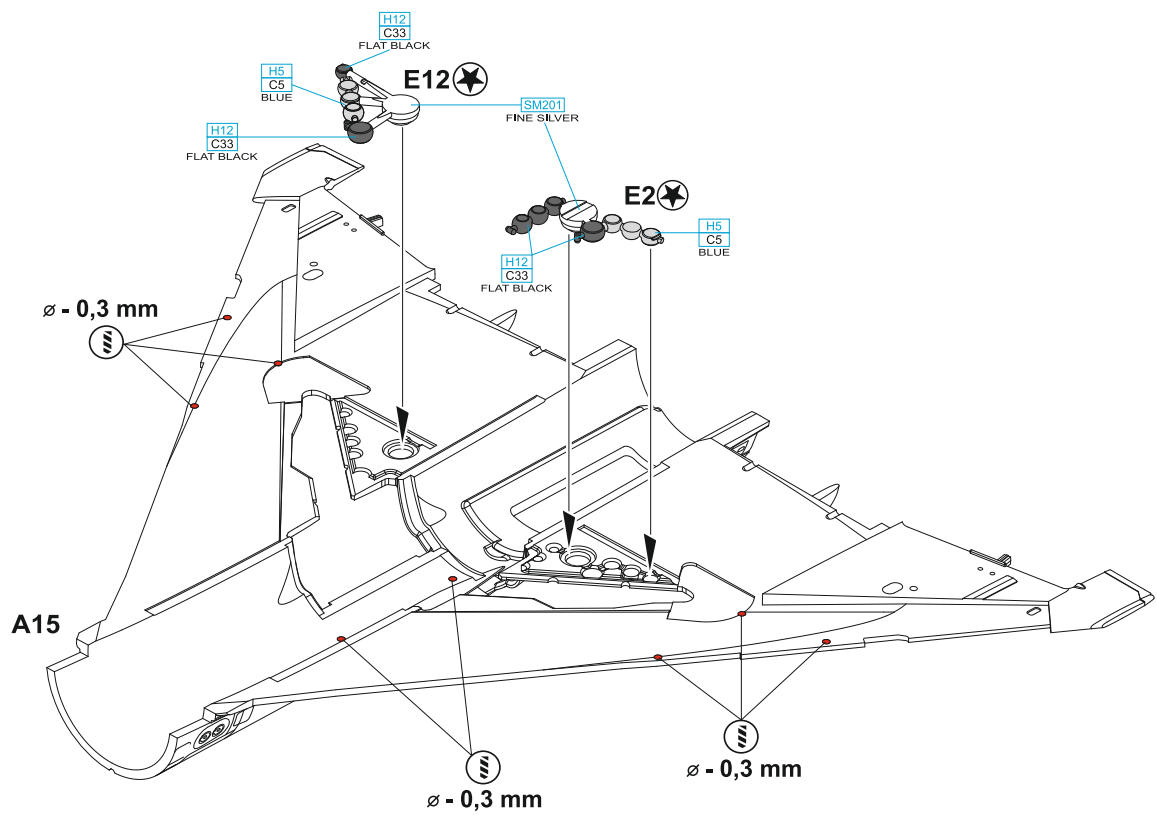 H12
C33
FLAT BLACK
E12
H5
C5
BLUE
SM201
FINE SILVER
H12
C33
FLAT BLACK
E2
H5
C5
BLUE
H12
C33
FLAT BLACK
⌀ - 0,3 mm
A15
⌀ - 0,3 mm
⌀ - 0,3 mm